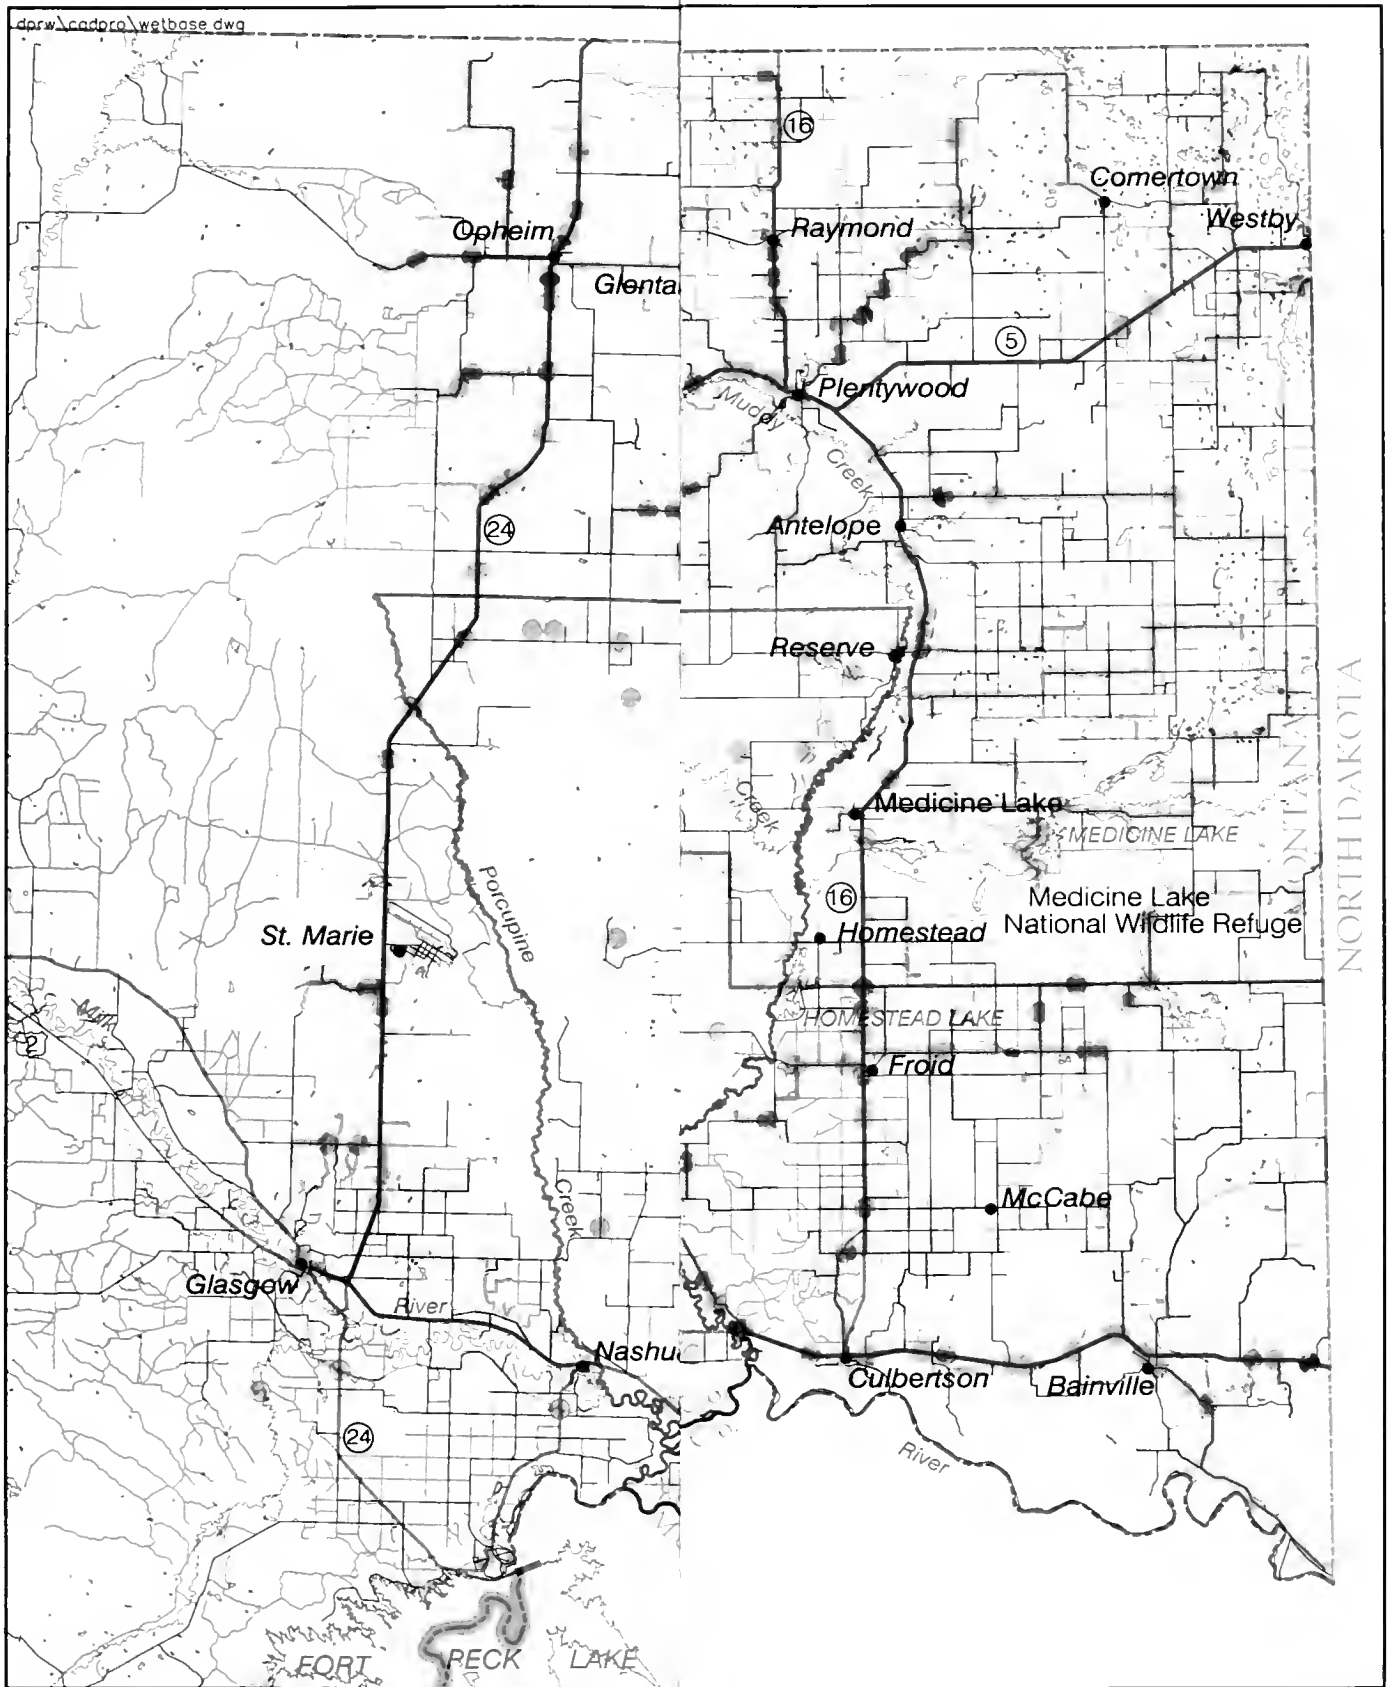 dprw\cadpro\wetbase.dwg
16
Comertown
Opheim
Raymond
Westby
Glenta
5
Plentywood
Muddy
Creek
24
Antelope
Reserve
Creek
Medicine Lake
MEDICINE LAKE
Porcupine
16
Medicine Lake
National Wildlife Refuge
St. Marie
Homestead
ONTANA
NORTH DAKOTA
Milk
2
HOMESTEAD LAKE
Froid
Creek
McCabe
Glasgow
River
Nashua
Culbertson
Bainville
24
River
M
FORT PECK LAKE